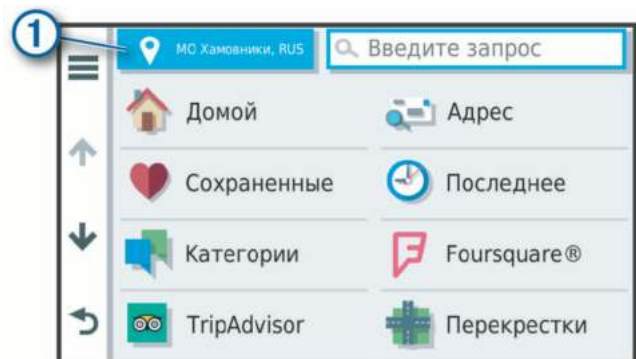 1
МО Хамовники, RUS
Введите запрос
Домой
Адрес
Сохраненные
Последнее
Категории
Foursquare®
TripAdvisor
Перекрестки